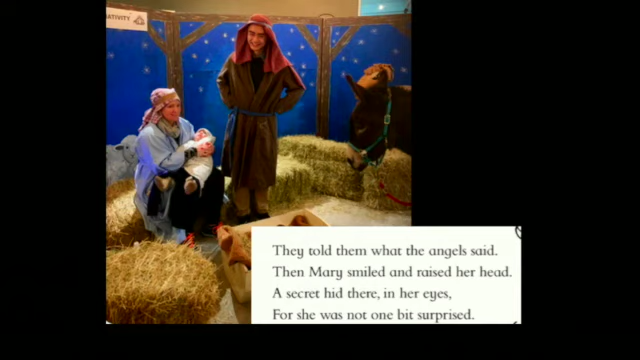 They told them what the angels said.
Then Mary smiled and raised her head.
A secret hid there, in her eyes,
For she was not one bit surprised.